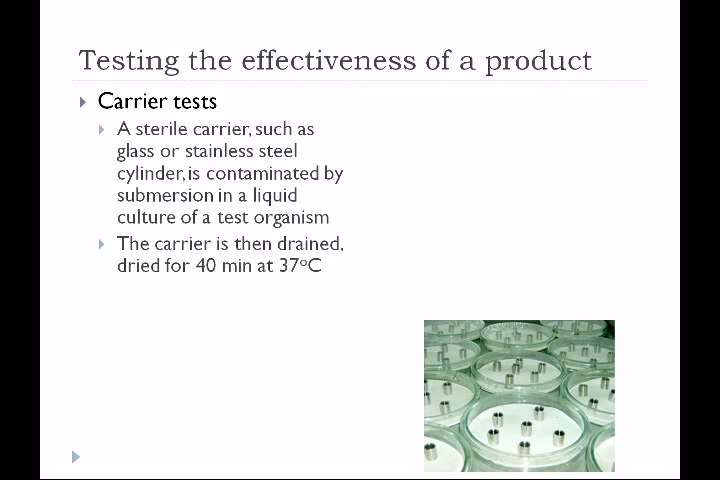 Testing the effectiveness of a product
Carrier tests
A sterile carrier, such as
glass or stainless steel
cylinder, is contaminated by
submersion in a liquid
culture of a test organism
The carrier is then drained,
dried for 40 min at 37°C